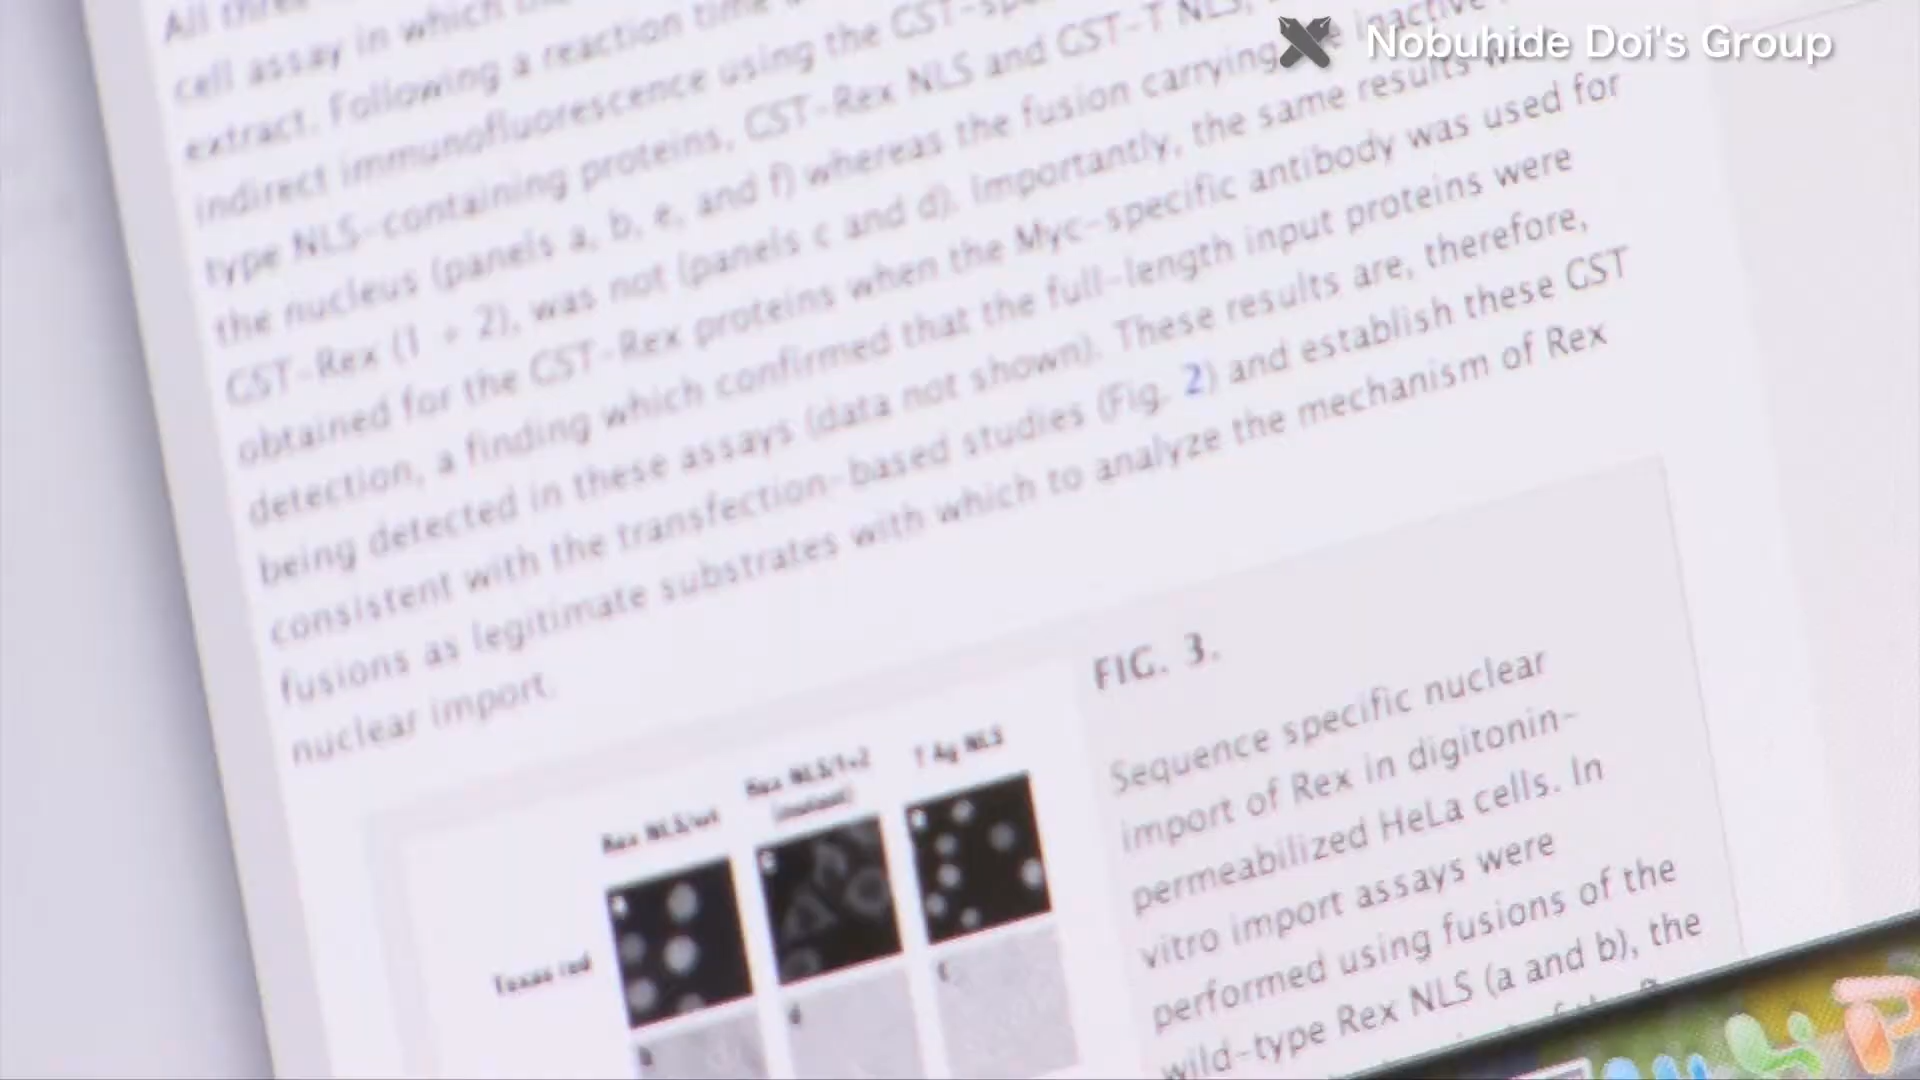 Nobuhide Doi's Group
All three
cell assay in which the
extract. Following a reaction time
indirect immunofluorescence using the CST-sp
type NLS-containing proteins, CST-Rex NLS and CST-T NLS,
the nucleus (panels a, b, e, and f) whereas the fusion carrying inactive
CST-Rex (1 + 2), was not (panels c and d). Importantly, the same results
obtained for the CST-Rex proteins when the Myc-specific antibody was used for
detection, a finding which confirmed that the full-length input proteins were
being detected in these assays (data not shown). These results are, therefore,
consistent with the transfection-based studies (Fig. 2) and establish these CST
fusions as legitimate substrates with which to analyze the mechanism of Rex
nuclear import.
FIG. 3.
Sequence specific nuclear
import of Rex in digitonin-
permeabilized HeLa cells. In
vitro import assays were
performed using fusions of the
wild-type Rex NLS (a and b), the
Rex NLS/wt
Rex NLS/1+2
(mutant)
T Ag NLS
Texas red